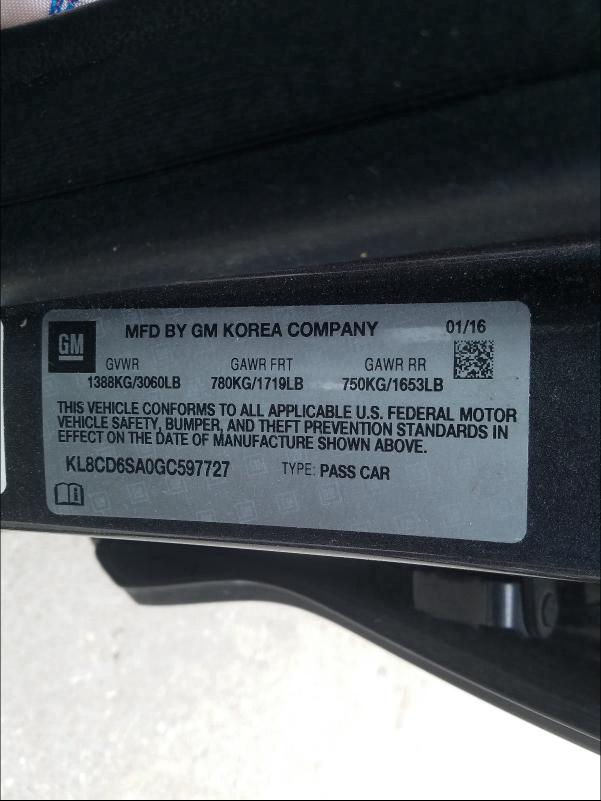 GM
MFD BY GM KOREA COMPANY 01/16
GVWR GAWR FRT GAWR RR
1388KG/3060LB 780KG/1719LB 750KG/1653LB
THIS VEHICLE CONFORMS TO ALL APPLICABLE U.S. FEDERAL MOTOR
VEHICLE SAFETY, BUMPER, AND THEFT PREVENTION STANDARDS IN
EFFECT ON THE DATE OF MANUFACTURE SHOWN ABOVE.
KL8CD6SA0GC597727 TYPE: PASS CAR